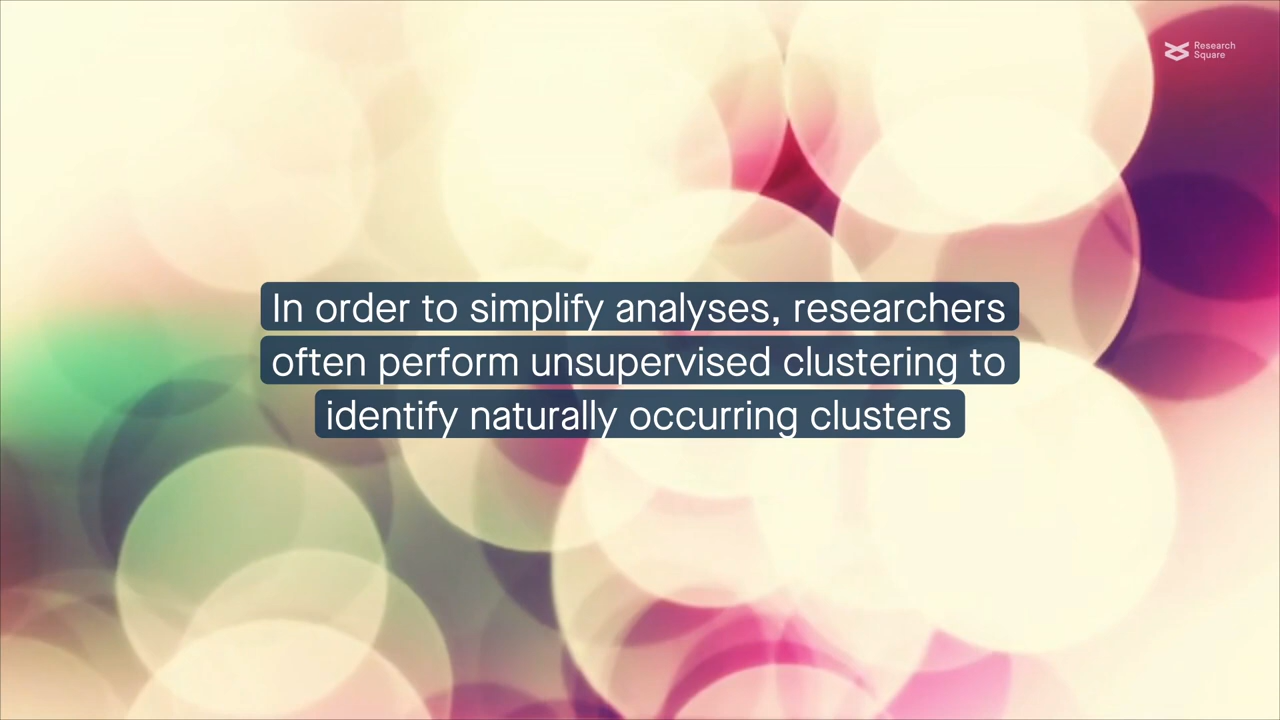 Research
Square
In order to simplify analyses, researchers
often perform unsupervised clustering to
identify naturally occurring clusters